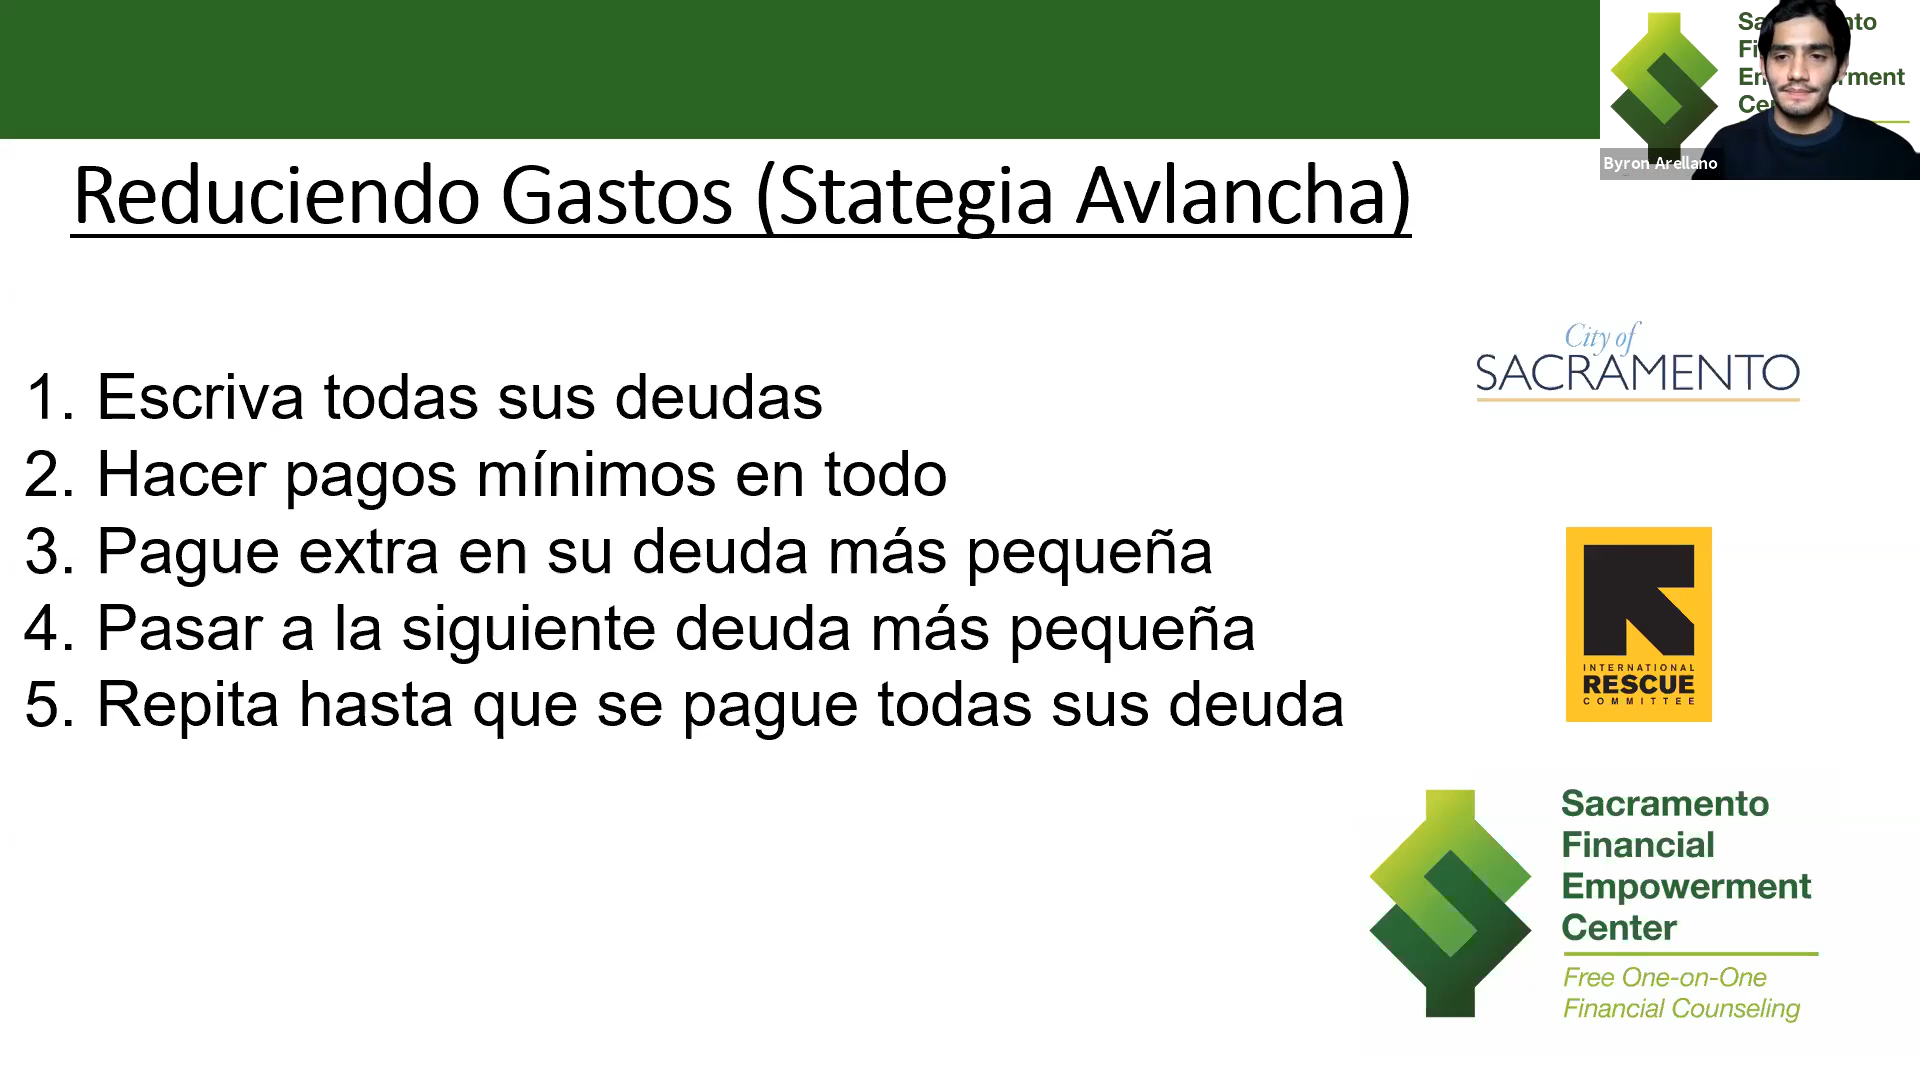 Reduciendo Gastos (Stategia Avlancha)
1. Escriva todas sus deudas
2. Hacer pagos mínimos en todo
3. Pague extra en su deuda más pequeña
4. Pasar a la siguiente deuda más pequeña
5. Repita hasta que se pague todas sus deuda
Byron Arellano
City of
SACRAMENTO
INTERNATIONAL
RESCUE
COMMITTEE
Sacramento
Financial
Empowerment
Center
Free One-on-One
Financial Counseling